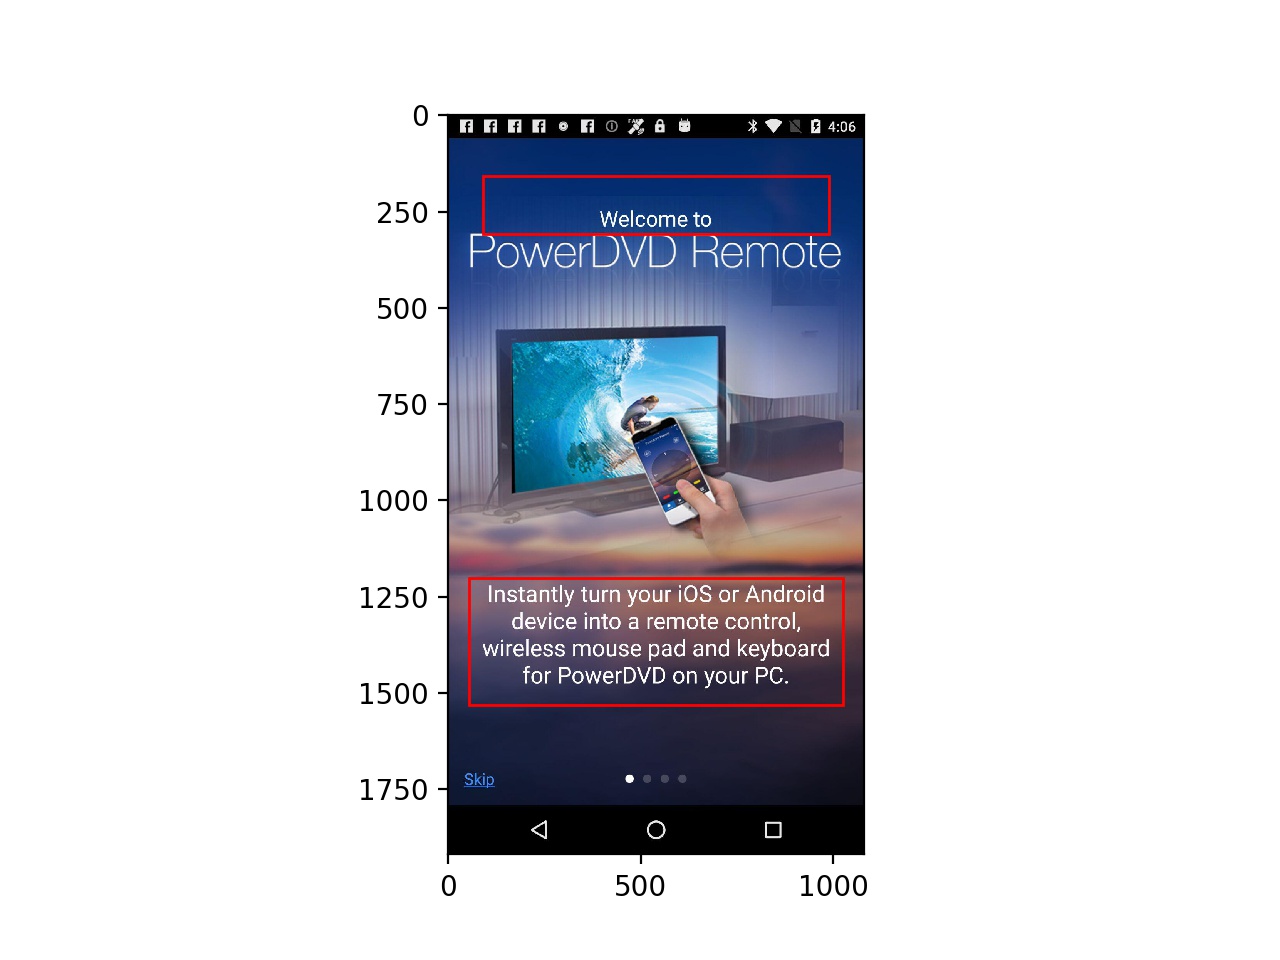 0
250
500
750
1000
1250
1500
1750
4:06
Welcome to
PowerDVD Remote
Instantly turn your iOS or Android
device into a remote control,
wireless mouse pad and keyboard
for PowerDVD on your PC.
Skip
0
500
1000